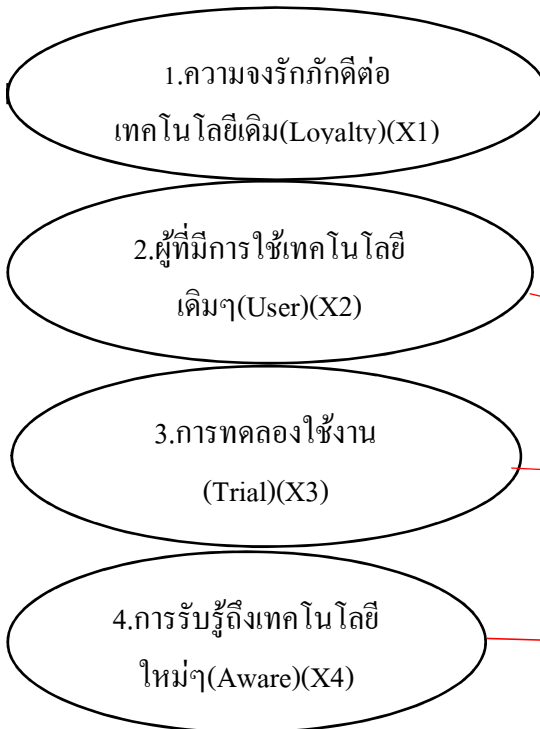 1.ความจงรักภักดีต่อ
เทคโนโลยีเดิม(Loyalty)(X1)
2.ผู้ที่มีการใช้เทคโนโลยี
เดิมๆ(User)(X2)
3.การทดลองใช้งาน
(Trial)(X3)
4.การรับรู้ถึงเทคโนโลยี
ใหม่ๆ(Aware)(X4)